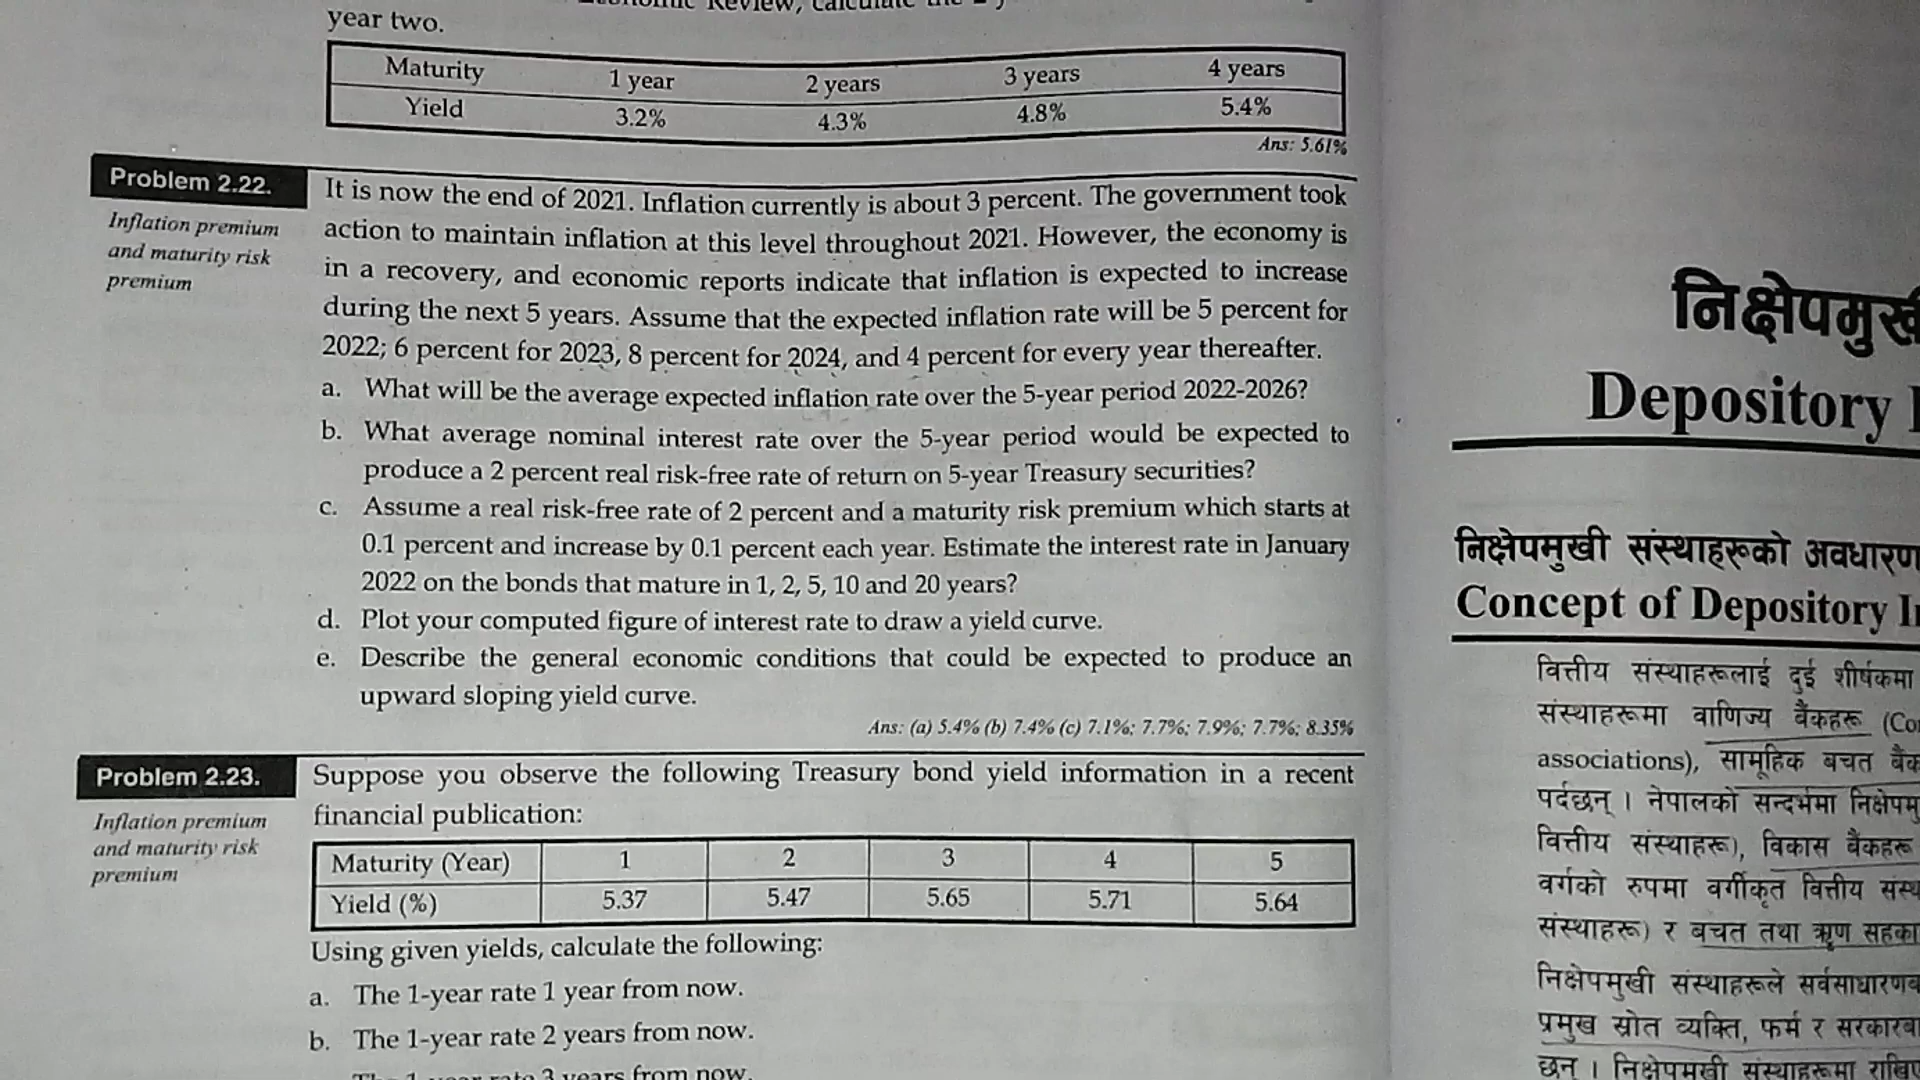 year two.
Maturity 1 year 2 years 3 years 4 years
Yield 3.2% 4.3% 4.8% 5.4%
Ans: 5.61%
Problem 2.22.
Inflation premium
and maturity risk
premium
It is now the end of 2021. Inflation currently is about 3 percent. The government took
action to maintain inflation at this level throughout 2021. However, the economy is
in a recovery, and economic reports indicate that inflation is expected to increase
during the next 5 years. Assume that the expected inflation rate will be 5 percent for
2022; 6 percent for 2023, 8 percent for 2024, and 4 percent for every year thereafter.
a. What will be the average expected inflation rate over the 5-year period 2022-2026?
b. What average nominal interest rate over the 5-year period would be expected to
produce a 2 percent real risk-free rate of return on 5-year Treasury securities?
c. Assume a real risk-free rate of 2 percent and a maturity risk premium which starts at
0.1 percent and increase by 0.1 percent each year. Estimate the interest rate in January
2022 on the bonds that mature in 1, 2, 5, 10 and 20 years?
d. Plot your computed figure of interest rate to draw a yield curve.
e. Describe the general economic conditions that could be expected to produce an
upward sloping yield curve.
Ans: (a) 5.4% (b) 7.4% (c) 7.1%; 7.7%; 7.9%; 7.7%; 8.35%
Problem 2.23.
Inflation premium
and maturity risk
premium
Suppose you observe the following Treasury bond yield information in a recent
financial publication:
Maturity (Year) 1 2 3 4 5
Yield (%) 5.37 5.47 5.65 5.71 5.64
Using given yields, calculate the following:
a. The 1-year rate 1 year from now.
b. The 1-year rate 2 years from now.
3 years from now.
Depository
निक्षेपमुखी संस्थाहरूको
Concept of Depository
वित्तीय संस्थाहरूलाई दुई शीर्षकमा
संस्थाहरूमा वाणिज्य बैंकहरू
associations), सामूहिक बचत
पर्दछन् । नेपालको सन्दर्भमा
वित्तीय संस्थाहरू), विकास बैंकहरू
वर्गको रुपमा वर्गीकृत वित्तीय
संस्थाहरू) र बचत तथा ऋण
निक्षेपमुखी संस्थाहरूले
प्रमुख स्रोत व्यक्ति, फर्म र
छन् । निक्षेपमुखी संस्थाहरूमा